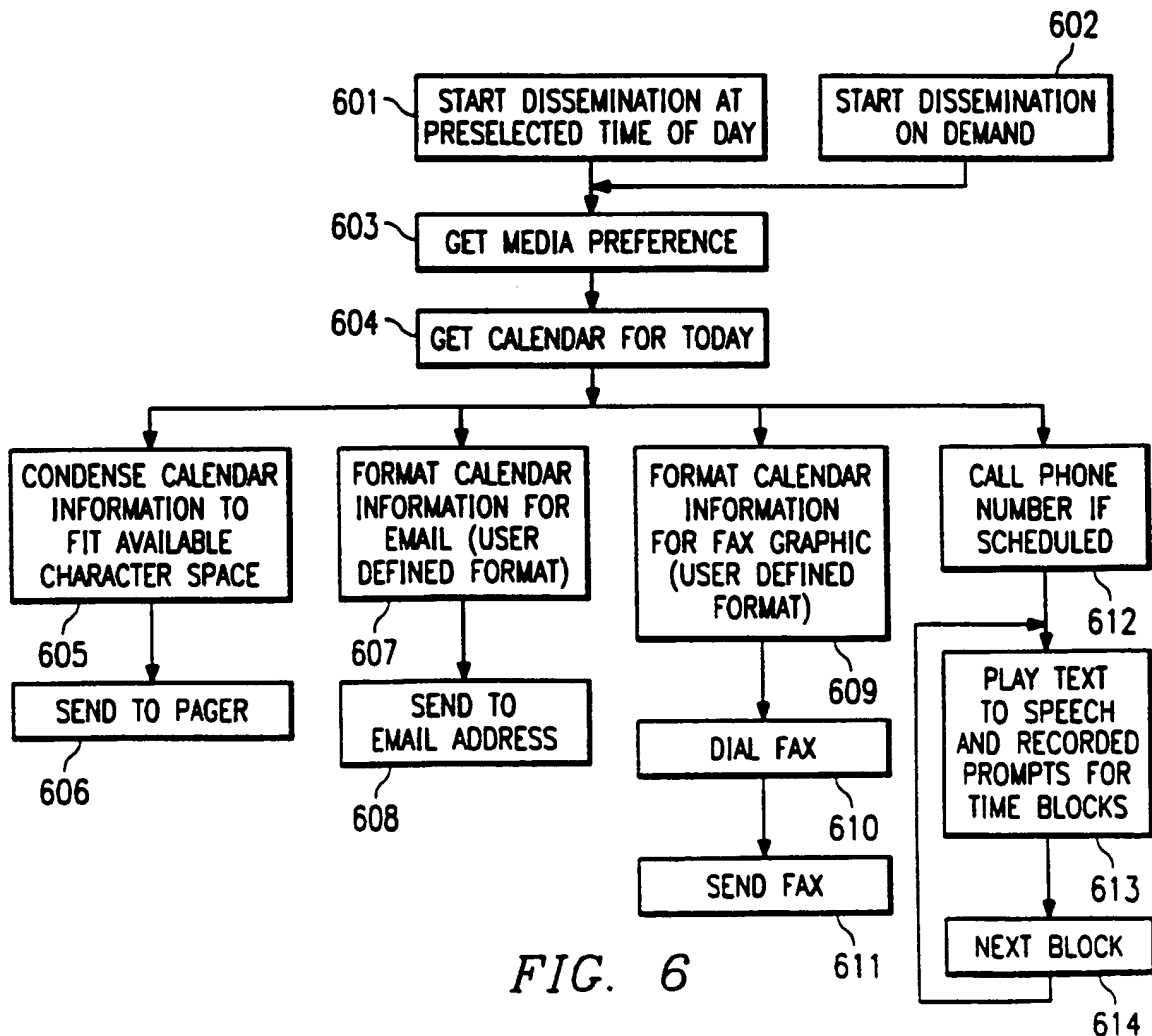 602
601
START DISSEMINATION AT
PRESELECTED TIME OF DAY
START DISSEMINATION
ON DEMAND
603
GET MEDIA PREFERENCE
604
GET CALENDAR FOR TODAY
CONDENSE CALENDAR
INFORMATION TO
FIT AVAILABLE
CHARACTER SPACE
605
SEND TO PAGER
606
FORMAT CALENDAR
INFORMATION FOR
EMAIL (USER
DEFINED FORMAT)
607
SEND TO
EMAIL ADDRESS
608
FORMAT CALENDAR
INFORMATION
FOR FAX GRAPHIC
(USER DEFINED
FORMAT)
609
DIAL FAX
610
SEND FAX
611
CALL PHONE
NUMBER IF
SCHEDULED
612
PLAY TEXT
TO SPEECH
AND RECORDED
PROMPTS FOR
TIME BLOCKS
613
NEXT BLOCK
614
FIG. 6